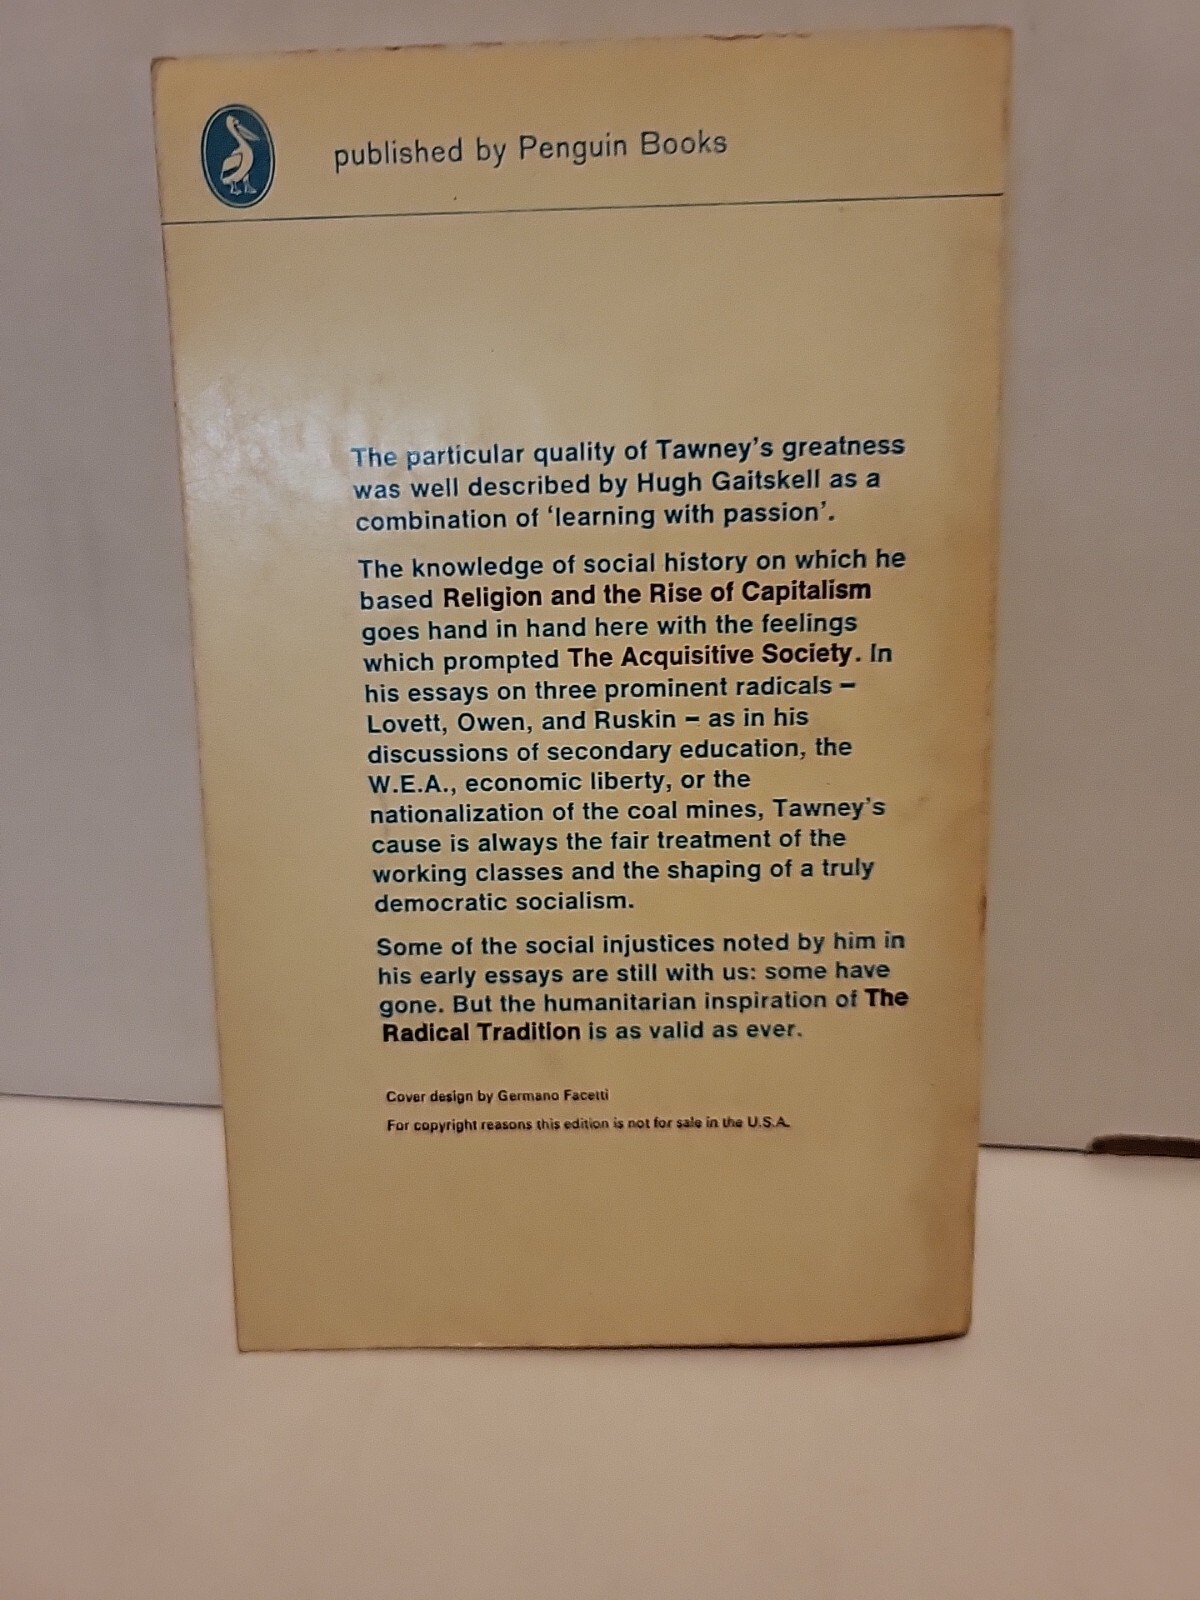 published by Penguin Books
The particular quality of Tawney's greatness
was well described by Hugh Gaitskell as a
combination of 'learning with passion'.
The knowledge of social history on which he
based Religion and the Rise of Capitalism
goes hand in hand here with the feelings
which prompted The Acquisitive Society. In
his essays on three prominent radicals –
Lovett, Owen, and Ruskin – as in his
discussions of secondary education, the
W.E.A., economic liberty, or the
nationalization of the coal mines, Tawney's
cause is always the fair treatment of the
working classes and the shaping of a truly
democratic socialism.
Some of the social injustices noted by him in
his early essays are still with us: some have
gone. But the humanitarian inspiration of The
Radical Tradition is as valid as ever.
Cover design by Germano Facetti
For copyright reasons this edition is not for sale in the U.S.A.